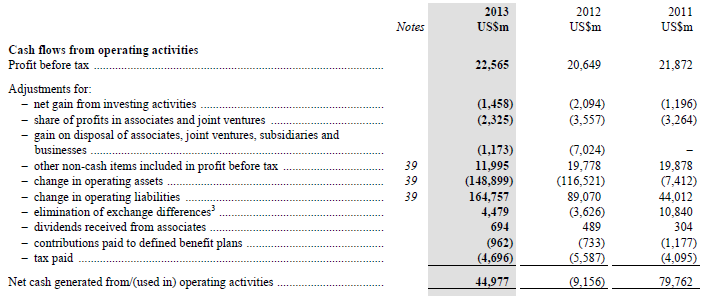 2013 2012 2011
Notes US$m US$m US$m
Cash flows from operating activities
Profit before tax 22,565 20,649 21,872
Adjustments for:
– net gain from investing activities (1,458) (2,094) (1,196)
– share of profits in associates and joint ventures (2,325) (3,557) (3,264)
– gain on disposal of associates, joint ventures, subsidiaries and
businesses (1,173) (7,024) –
– other non-cash items included in profit before tax 39 11,995 19,778 19,878
– change in operating assets 39 (148,899) (116,521) (7,412)
– change in operating liabilities 39 164,757 89,070 44,012
– elimination of exchange differences³ 4,479 (3,626) 10,840
– dividends received from associates 694 489 304
– contributions paid to defined benefit plans (962) (733) (1,177)
– tax paid (4,696) (5,587) (4,095)
Net cash generated from/(used in) operating activities 44,977 (9,156) 79,762